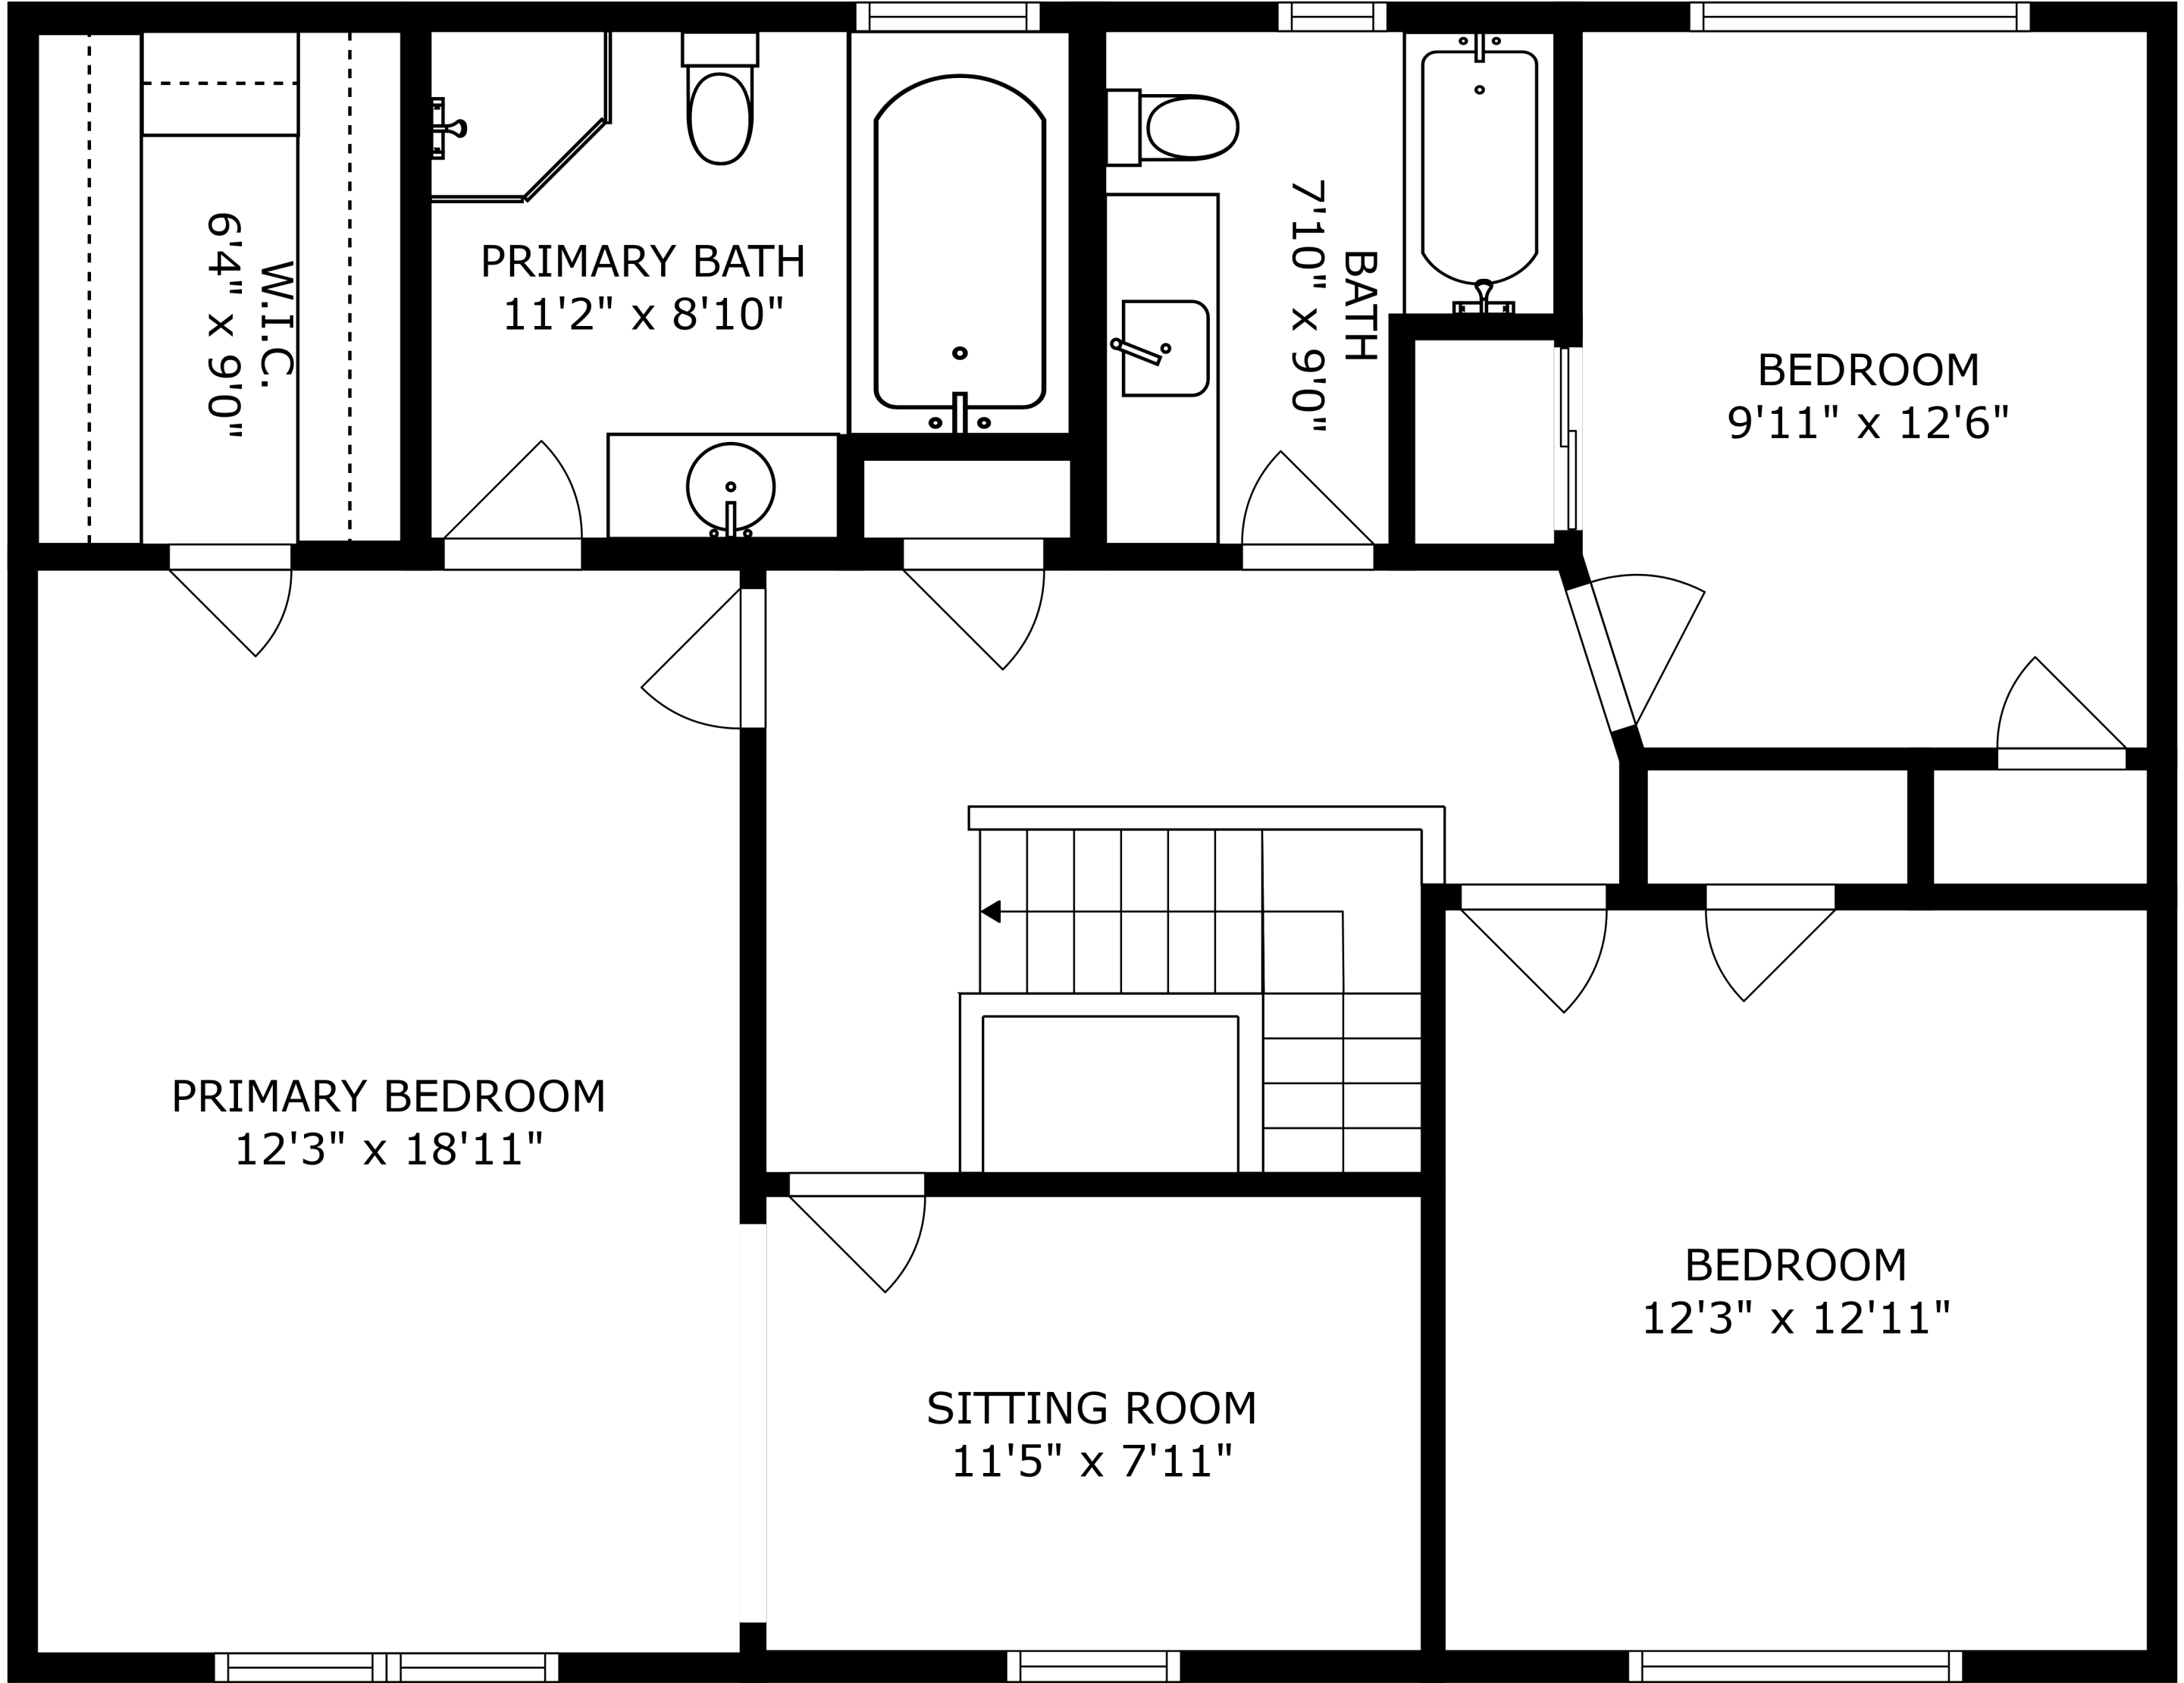 W.I.C.
6'4" x 9'0"
PRIMARY BATH
11'2" x 8'10"
BATH
7'10" x 9'0"
BEDROOM
9'11" x 12'6"
PRIMARY BEDROOM
12'3" x 18'11"
BEDROOM
12'3" x 12'11"
SITTING ROOM
11'5" x 7'11"